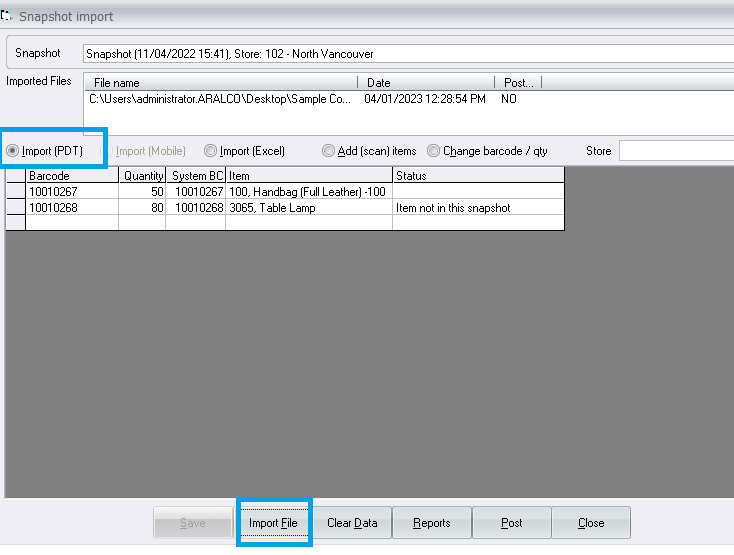 Snapshot import
Snapshot Snapshot (11/04/2022 15:41), Store: 102 - North Vancouver
Imported Files File name Date Post...
C:\Users\administrator.ARALCO\Desktop\Sample Co... 04/01/2023 12:28:54 PM NO
Import (PDT) Import (Mobile) Import (Excel) Add (scan) items Change barcode / qty Store
Barcode Quantity System BC Item Status
10010267 50 10010267 100, Handbag (Full Leather) -100
10010268 80 10010268 3065, Table Lamp Item not in this snapshot
Save Import File Clear Data Reports Post Close